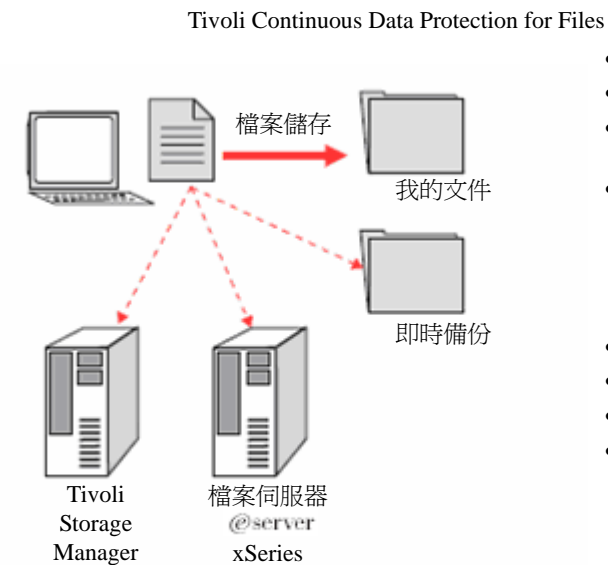 Tivoli Continuous Data Protection for Files
檔案儲存
我的文件
即時備份
Tivoli
Storage
Manager
檔案伺服器
@server
xSeries